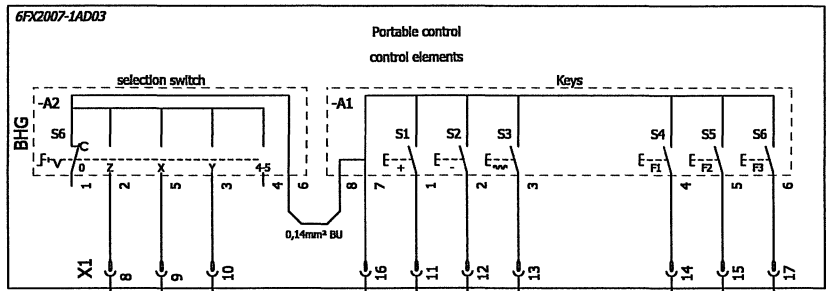 6FX2007-1AD03
Portable control
control elements
selection switch
Keys
-A2
-A1
BHG
S6
C
S1
S2
S3
S4
S5
S6
0
Z
X
Y
4-5
+
-
F1
F2
F3
1
2
5
3
4
6
8
7
1
2
3
4
5
6
0,14mm² BU
X1
8
9
10
16
11
12
13
14
15
17